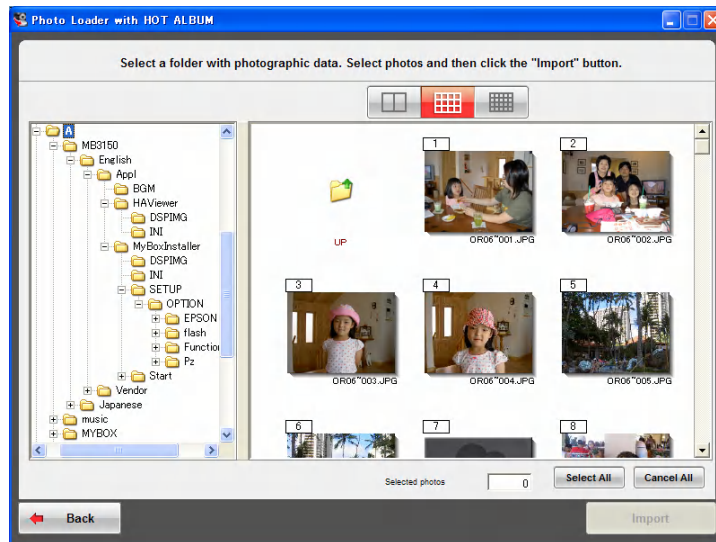 Photo Loader with HOT ALBUM
Select a folder with photographic data. Select photos and then click the "Import" button.
A
MB3150
English
Appl
BGM
HAViewer
DSPIMG
INI
MyBoxInstaller
DSPIMG
INI
SETUP
OPTION
EPSON
flash
Function
Pz
Start
Vendor
Japanese
music
MYBOX
UP
1
OR06~001.JPG
2
OR06~002.JPG
3
OR06~003.JPG
4
OR06~004.JPG
5
OR06~005.JPG
6
7
8
Selected photos 0 Select All Cancel All
Back Import